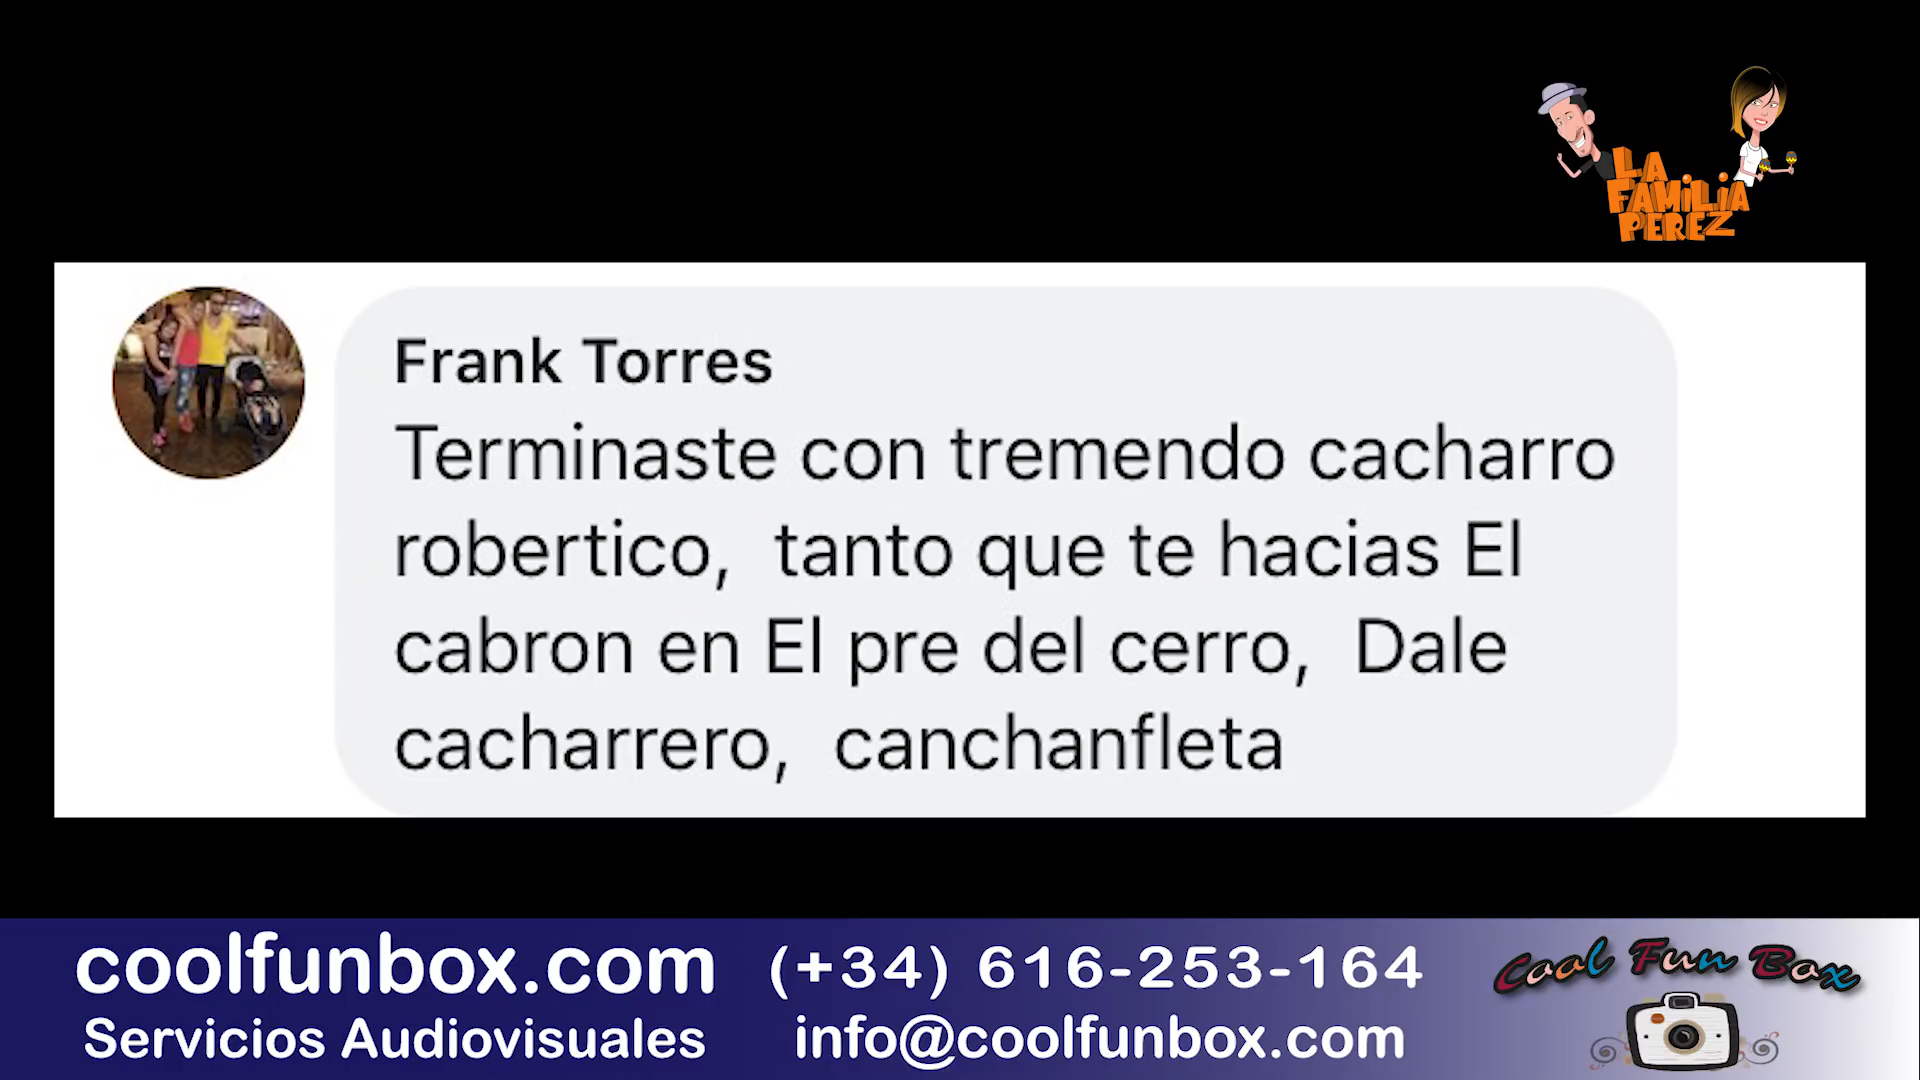 LA
FAMiLiA
PEREZ
Frank Torres
Terminaste con tremendo cacharro
robertico, tanto que te hacias El
cabron en El pre del cerro, Dale
cacharrero, canchanfleta
coolfunbox.com
(+34) 616-253-164
Cool Fun Box
Servicios Audiovisuales
info@coolfunbox.com